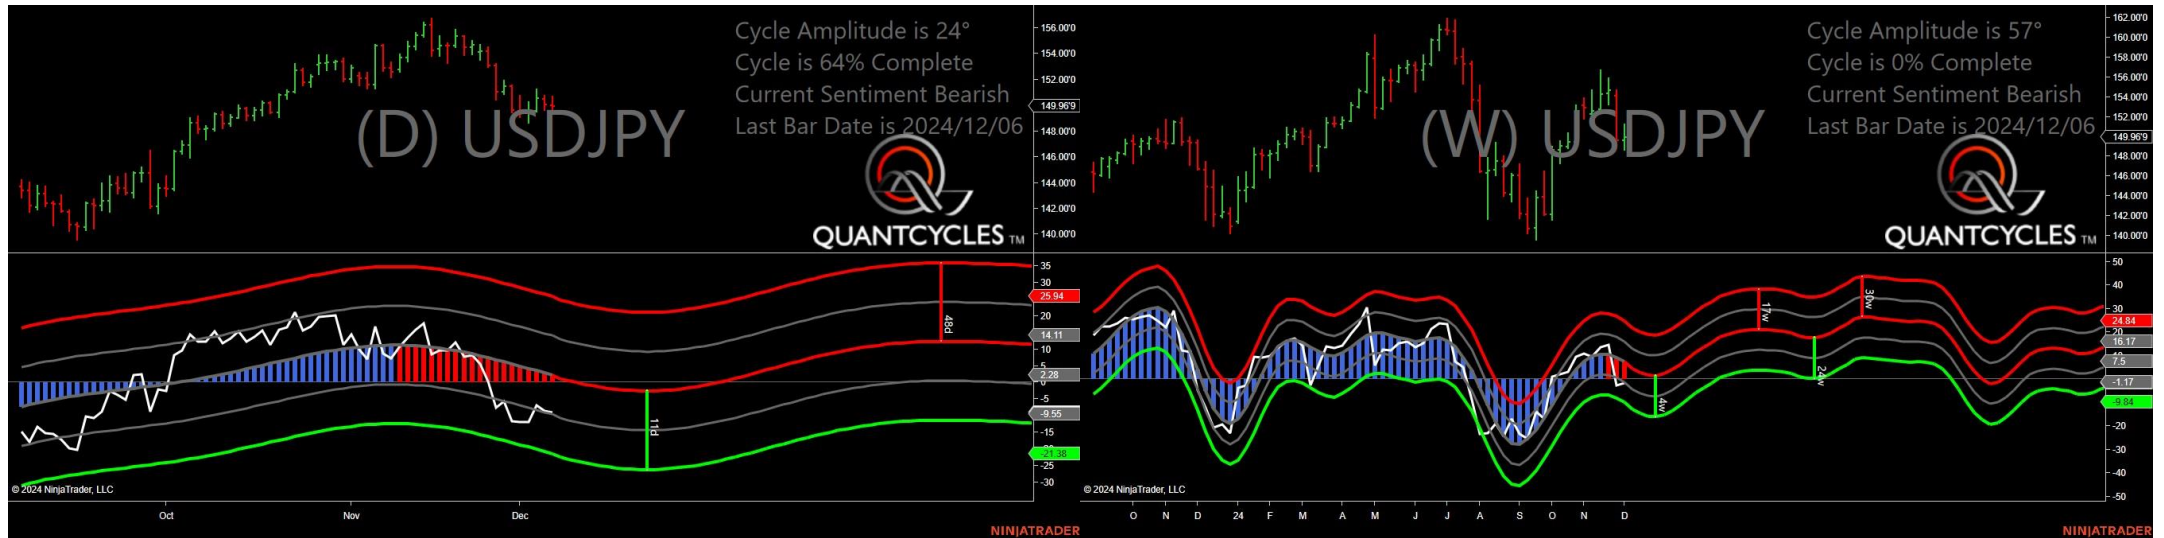 Cycle Amplitude is 24°
Cycle is 64% Complete
Current Sentiment Bearish
Last Bar Date is 2024/12/06
(D) USDJPY
QUANTCYCLES TM
156.00'0
154.00'0
152.00'0
149.96'9
148.00'0
146.00'0
144.00'0
142.00'0
140.00'0
35
30
25.94
20
14.11
10
5
2.28
-5
-9.55
-15
-21.38
-25
-30
48d
11d
© 2024 NinjaTrader, LLC
Oct Nov Dec
NINJATRADER
Cycle Amplitude is 57°
Cycle is 0% Complete
Current Sentiment Bearish
Last Bar Date is 2024/12/06
(W) USDJPY
QUANTCYCLES TM
162.00'0
160.00'0
158.00'0
156.00'0
154.00'0
152.00'0
149.96'9
148.00'0
146.00'0
144.00'0
142.00'0
140.00'0
50
40
30
24.84
20
16.17
7.5
-1.17
-9.84
-20
-30
-40
-50
17w
30w
24w
4w
© 2024 NinjaTrader, LLC
O N D 24 F M A M J J A S O N D
NINJATRADER